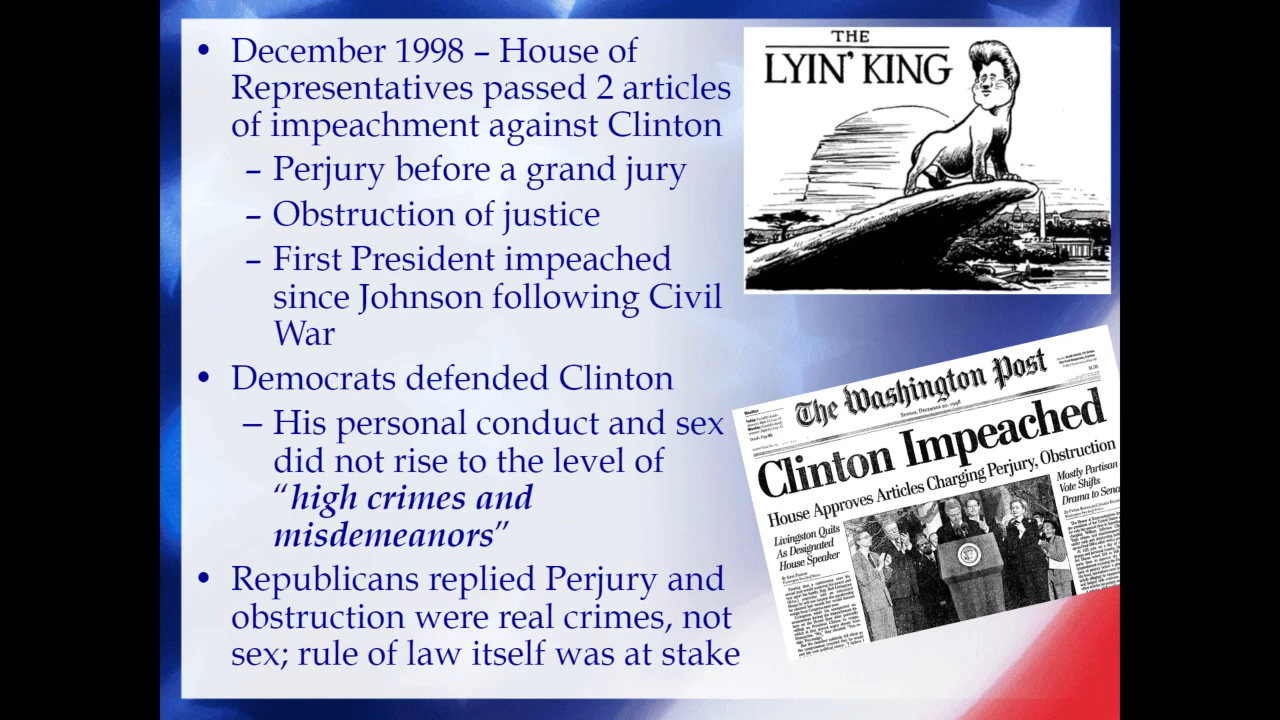 • December 1998 – House of
Representatives passed 2 articles
of impeachment against Clinton
– Perjury before a grand jury
– Obstruction of justice
– First President impeached
since Johnson following Civil
War
• Democrats defended Clinton
– His personal conduct and sex
did not rise to the level of
“high crimes and
misdemeanors”
• Republicans replied Perjury and
obstruction were real crimes, not
sex; rule of law itself was at stake
THE
LYIN’ KING
The Washington Post
Sunday, December 20, 1998
Clinton Impeached
House Approves Articles Charging Perjury, Obstruction
Livingston Quits
As Designated
House Speaker
Mostly Partisan
Vote Shifts
Drama to